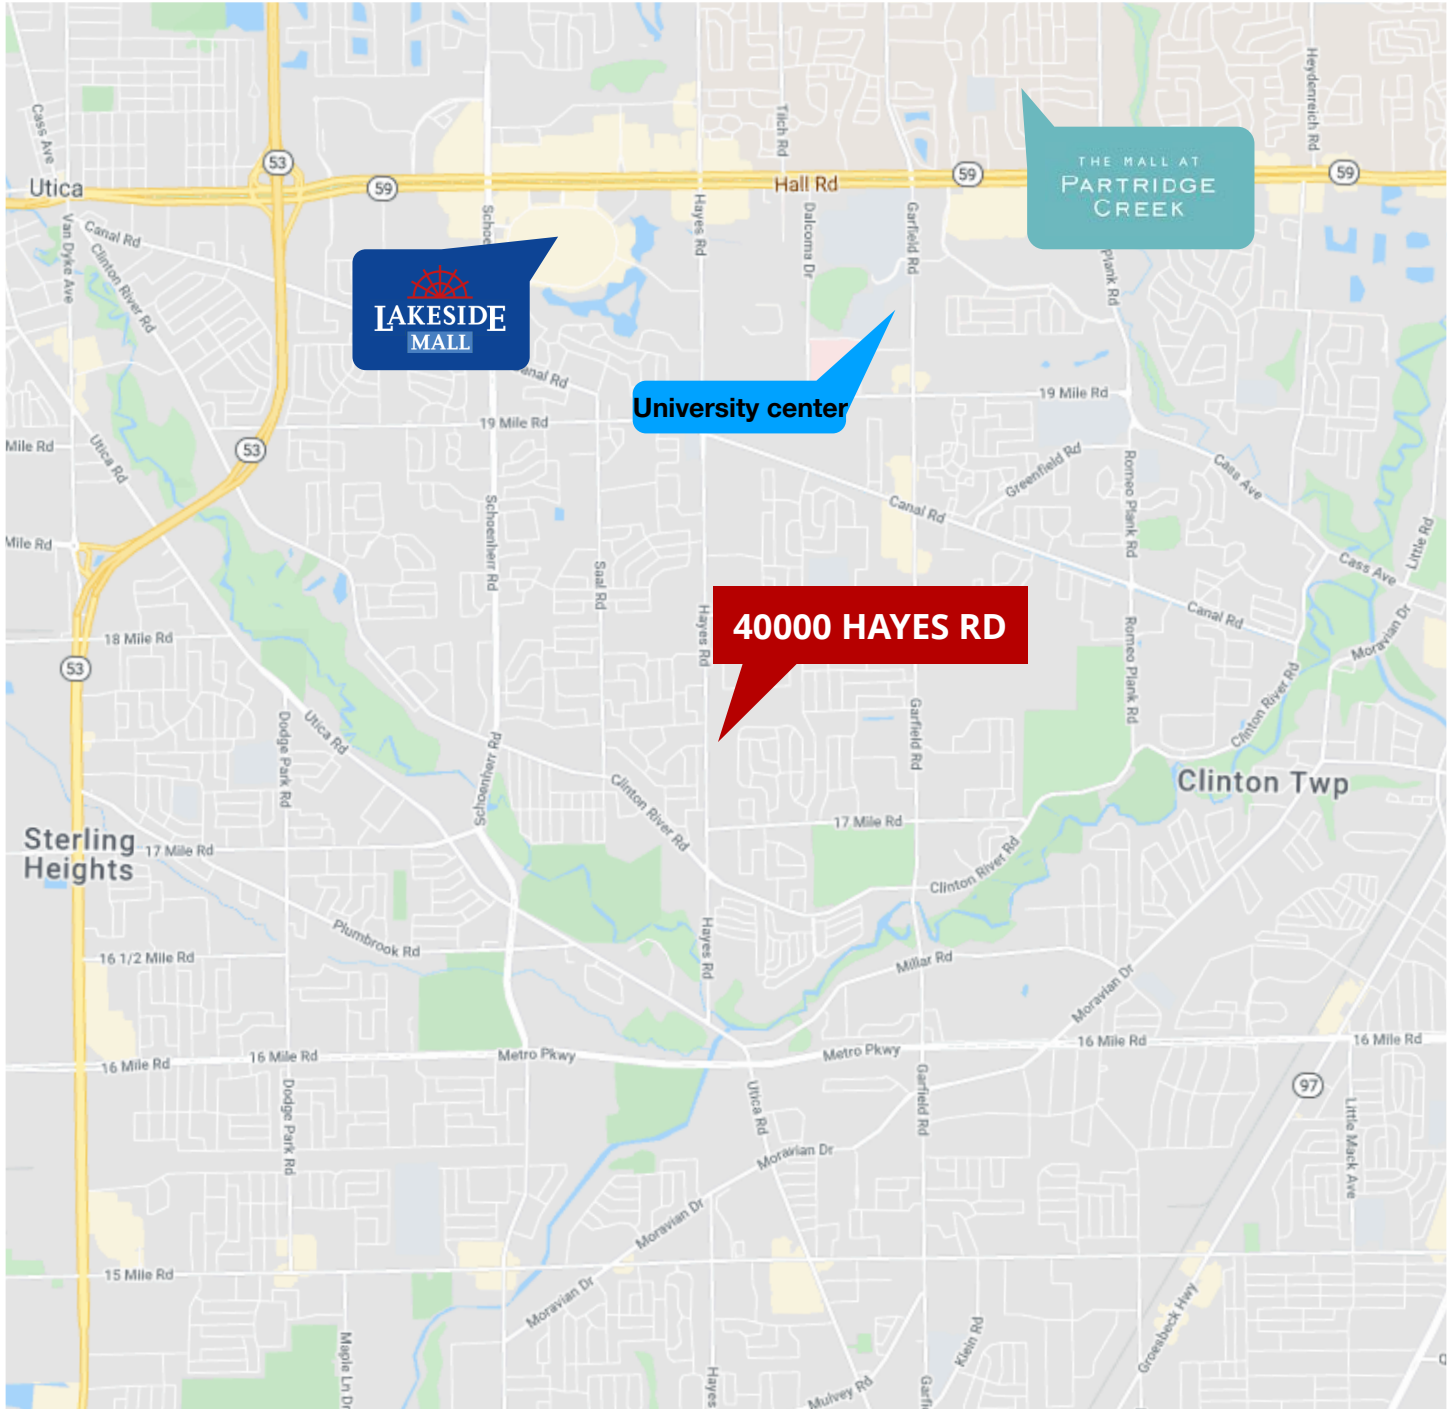 Cass Ave
Tilch Rd
Heydenreich Rd
53
THE MALL AT
PARTRIDGE
CREEK
Utica
59
Hall Rd
59
59
Van Dyke Ave
Canal Rd
Clinton River Rd
Schoe
Hayes Rd
Dalcoma Dr
Garfield Rd
Plank Rd
LAKESIDE
MALL
anal Rd
University center
19 Mile Rd
19 Mile Rd
Mile Rd
Utica Rd
53
Greenfield Rd
Cass Ave
Canal Rd
Romeo Plank Rd
Schoenherr Rd
Mile Rd
Saal Rd
Little Rd
Cass Ave
Hayes Rd
40000 HAYES RD
Canal Rd
Moravian Dr
18 Mile Rd
53
Romeo Plank Rd
Dodge Park Rd
Utica Rd
Schoenherr Rd
Garfield Rd
Clinton River Rd
Clinton River Rd
Clinton Twp
17 Mile Rd
Sterling
Heights
17 Mile Rd
Clinton River Rd
Plumbrook Rd
Hayes Rd
16 1/2 Mile Rd
Millar Rd
Moravian Dr
16 Mile Rd
16 Mile Rd
Metro Pkwy
Metro Pkwy
16 Mile Rd
16 Mile Rd
97
Dodge Park Rd
Utica Rd
Garfield Rd
Little Mack Ave
Moravian Dr
Moravian Dr
15 Mile Rd
Moravian Dr
Groesbeck Hwy
Klein Rd
Maple Ln Dr
Hayes
Mulvey Rd
Garfi